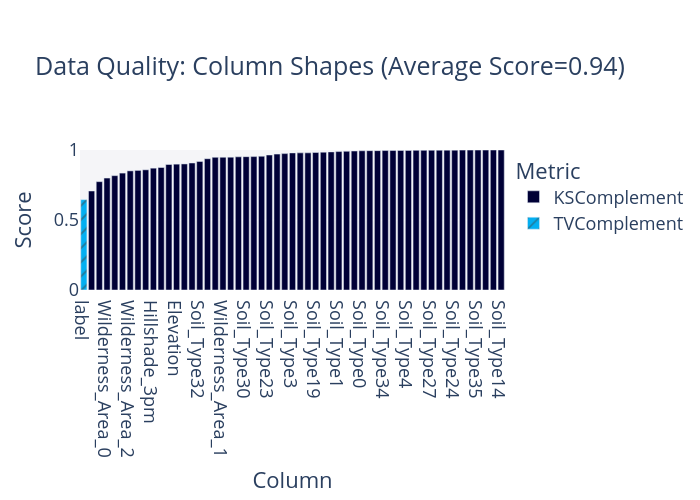 Data Quality: Column Shapes (Average Score=0.94)
1
0.5
0
Score
Metric
KSComplement
TVComplement
label
Wilderness_Area_0
Wilderness_Area_2
Hillshade_3pm
Elevation
Soil_Type32
Wilderness_Area_1
Soil_Type30
Soil_Type23
Soil_Type3
Soil_Type19
Soil_Type1
Soil_Type0
Soil_Type34
Soil_Type4
Soil_Type27
Soil_Type24
Soil_Type35
Soil_Type14
Column